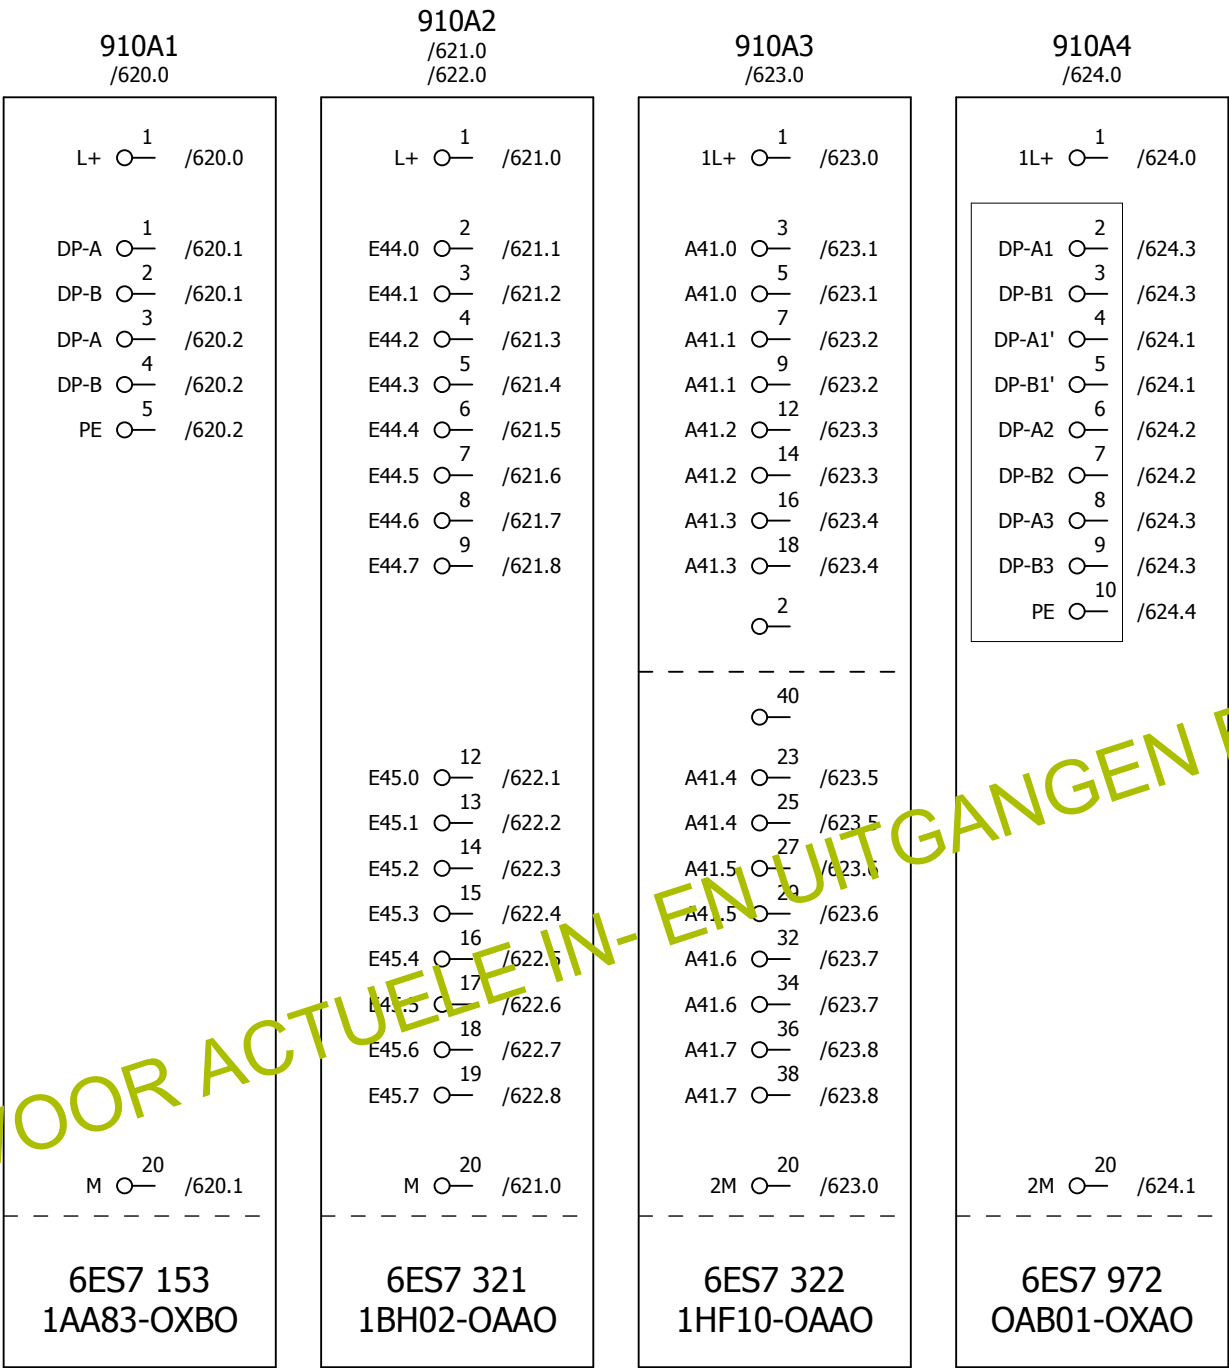 910A1
/620.0
L+ 1 /620.0
DP-A 1 /620.1
DP-B 2 /620.1
DP-A 3 /620.2
DP-B 4 /620.2
PE 5 /620.2
M 20 /620.1
6ES7 153
1AA83-OXBO
910A2
/621.0
/622.0
L+ 1 /621.0
E44.0 2 /621.1
E44.1 3 /621.2
E44.2 4 /621.3
E44.3 5 /621.4
E44.4 6 /621.5
E44.5 7 /621.6
E44.6 8 /621.7
E44.7 9 /621.8
E45.0 12 /622.1
E45.1 13 /622.2
E45.2 14 /622.3
E45.3 15 /622.4
E45.4 16 /622.5
E45.5 17 /622.6
E45.6 18 /622.7
E45.7 19 /622.8
M 20 /621.0
6ES7 321
1BH02-OAAO
910A3
/623.0
1L+ 1 /623.0
A41.0 3 /623.1
A41.0 5 /623.1
A41.1 7 /623.2
A41.1 9 /623.2
A41.2 12 /623.3
A41.2 14 /623.3
A41.3 16 /623.4
A41.3 18 /623.4
2
40
A41.4 23 /623.5
A41.4 25 /623.5
A41.5 27 /623.6
A41.5 29 /623.6
A41.6 32 /623.7
A41.6 34 /623.7
A41.7 36 /623.8
A41.7 38 /623.8
2M 20 /623.0
6ES7 322
1HF10-OAAO
910A4
/624.0
1L+ 1 /624.0
DP-A1 2 /624.3
DP-B1 3 /624.3
DP-A1' 4 /624.1
DP-B1' 5 /624.1
DP-A2 6 /624.2
DP-B2 7 /624.2
DP-A3 8 /624.3
DP-B3 9 /624.3
PE 10 /624.4
2M 20 /624.1
6ES7 972
OAB01-OXAO
VOOR ACTUELE IN- EN UITGANGEN